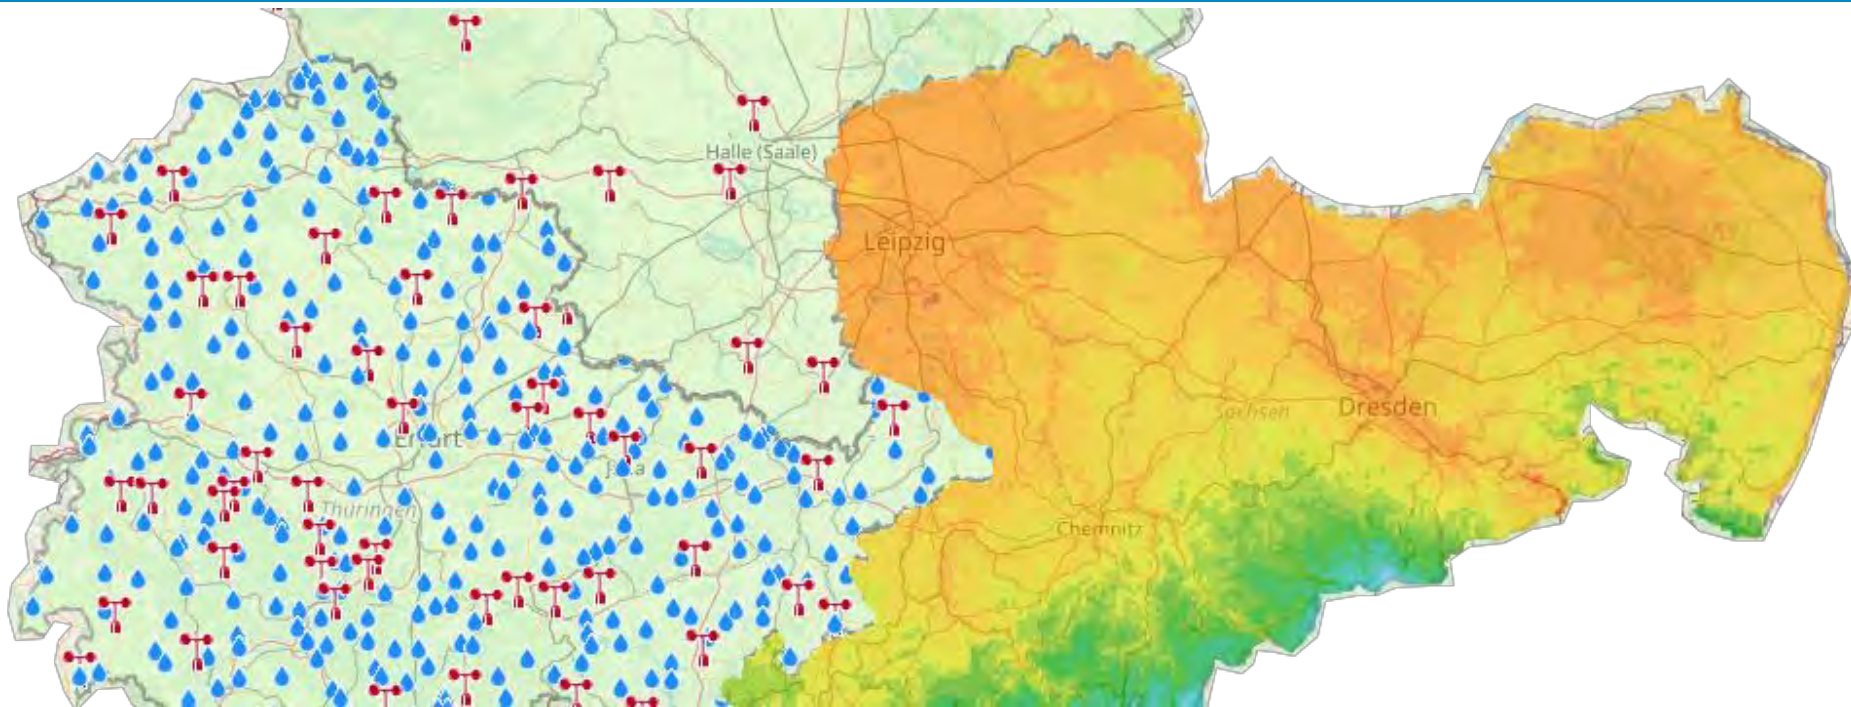 Halle (Saale)
Leipzig
Sachsen
Dresden
Erfurt
Jena
Thüringen
Chemnitz